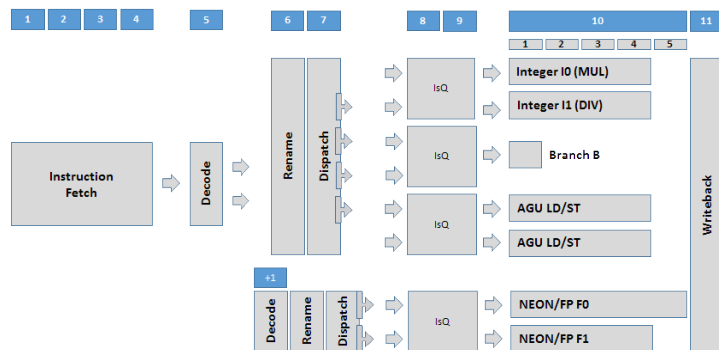 1 2 3 4 5 6 7 8 9 10 11
1 2 3 4 5
Integer I0 (MUL)
IsQ
Integer I1 (DIV)
Rename
Dispatch
IsQ
Branch B
Instruction
Fetch
Decode
Writeback
AGU LD/ST
IsQ
AGU LD/ST
+1
Decode
Rename
Dispatch
NEON/FP F0
IsQ
NEON/FP F1